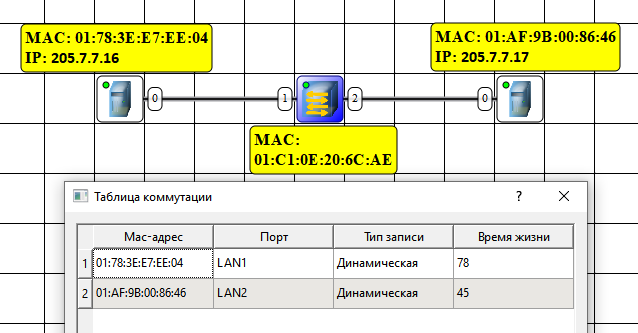 MAC: 01:78:3E:E7:EE:04
IP: 205.7.7.16
MAC: 01:AF:9B:00:86:46
IP: 205.7.7.17
0
1
2
0
MAC:
01:C1:0E:20:6C:AE
Таблица коммутации
?
Mac-адрес Порт Тип записи Время жизни
1 01:78:3E:E7:EE:04 LAN1 Динамическая 78
2 01:AF:9B:00:86:46 LAN2 Динамическая 45